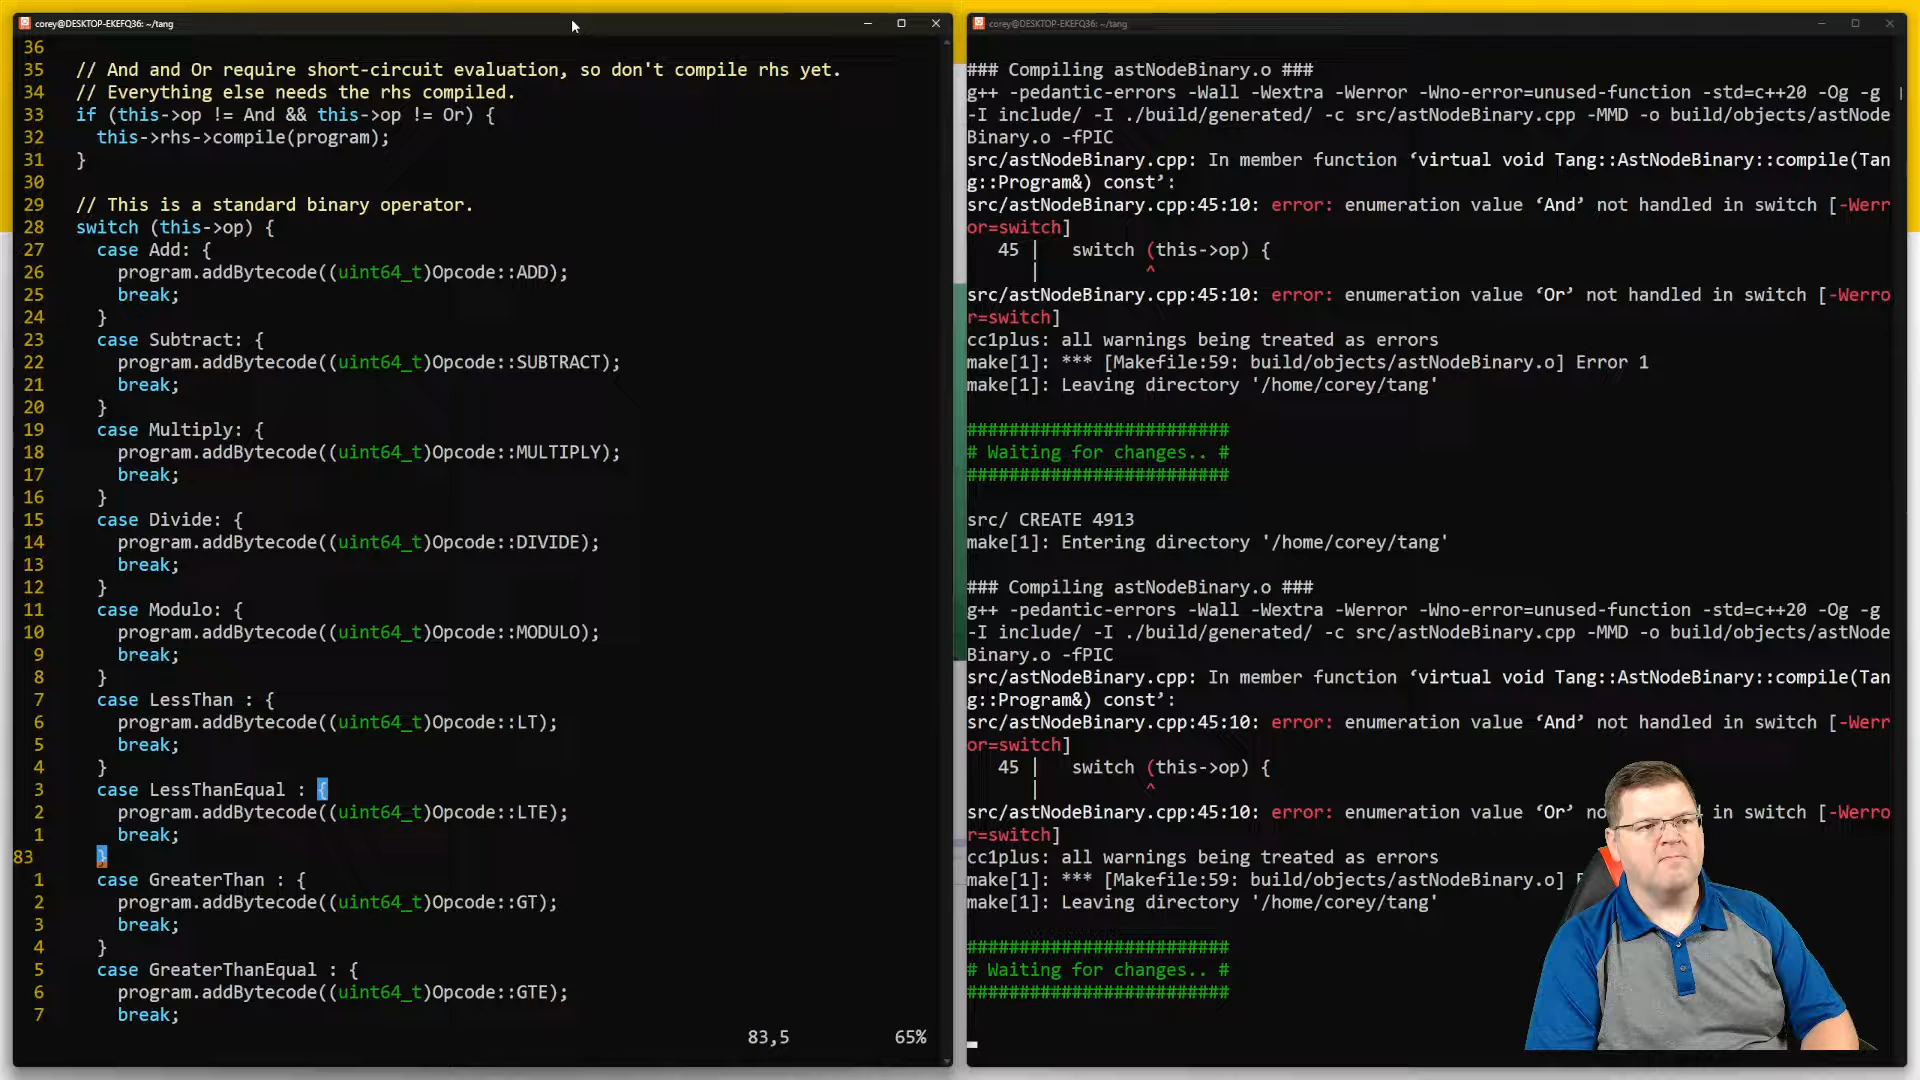 corey@DESKTOP-EKEFQ36: ~/tang
36
35 // And and Or require short-circuit evaluation, so don't compile rhs yet.
34 // Everything else needs the rhs compiled.
33 if (this->op != And && this->op != Or) {
32 this->rhs->compile(program);
31 }
30
29 // This is a standard binary operator.
28 switch (this->op) {
27 case Add: {
26 program.addBytecode((uint64_t)Opcode::ADD);
25 break;
24 }
23 case Subtract: {
22 program.addBytecode((uint64_t)Opcode::SUBTRACT);
21 break;
20 }
19 case Multiply: {
18 program.addBytecode((uint64_t)Opcode::MULTIPLY);
17 break;
16 }
15 case Divide: {
14 program.addBytecode((uint64_t)Opcode::DIVIDE);
13 break;
12 }
11 case Modulo: {
10 program.addBytecode((uint64_t)Opcode::MODULO);
9 break;
8 }
7 case LessThan : {
6 program.addBytecode((uint64_t)Opcode::LT);
5 break;
4 }
3 case LessThanEqual : {
2 program.addBytecode((uint64_t)Opcode::LTE);
1 break;
83 }
1 case GreaterThan : {
2 program.addBytecode((uint64_t)Opcode::GT);
3 break;
4 }
5 case GreaterThanEqual : {
6 program.addBytecode((uint64_t)Opcode::GTE);
7 break;
83,5 65%
corey@DESKTOP-EKEFQ36: ~/tang
### Compiling astNodeBinary.o ###
g++ -pedantic-errors -Wall -Wextra -Werror -Wno-error=unused-function -std=c++20 -Og -g
-I include/ -I ./build/generated/ -c src/astNodeBinary.cpp -MMD -o build/objects/astNode
Binary.o -fPIC
src/astNodeBinary.cpp: In member function ‘virtual void Tang::AstNodeBinary::compile(Tan
g::Program&) const’:
src/astNodeBinary.cpp:45:10: error: enumeration value ‘And’ not handled in switch [-Werr
or=switch]
45 | switch (this->op) {
| ^
src/astNodeBinary.cpp:45:10: error: enumeration value ‘Or’ not handled in switch [-Werro
r=switch]
cc1plus: all warnings being treated as errors
make[1]: *** [Makefile:59: build/objects/astNodeBinary.o] Error 1
make[1]: Leaving directory '/home/corey/tang'
#########################
# Waiting for changes.. #
#########################
src/ CREATE 4913
make[1]: Entering directory '/home/corey/tang'
### Compiling astNodeBinary.o ###
g++ -pedantic-errors -Wall -Wextra -Werror -Wno-error=unused-function -std=c++20 -Og -g
-I include/ -I ./build/generated/ -c src/astNodeBinary.cpp -MMD -o build/objects/astNode
Binary.o -fPIC
src/astNodeBinary.cpp: In member function ‘virtual void Tang::AstNodeBinary::compile(Tan
g::Program&) const’:
src/astNodeBinary.cpp:45:10: error: enumeration value ‘And’ not handled in switch [-Werr
or=switch]
45 | switch (this->op) {
| ^
src/astNodeBinary.cpp:45:10: error: enumeration value ‘Or’ no in switch [-Werro
r=switch]
cc1plus: all warnings being treated as errors
make[1]: *** [Makefile:59: build/objects/astNodeBinary.o]
make[1]: Leaving directory '/home/corey/tang'
#########################
# Waiting for changes.. #
#########################